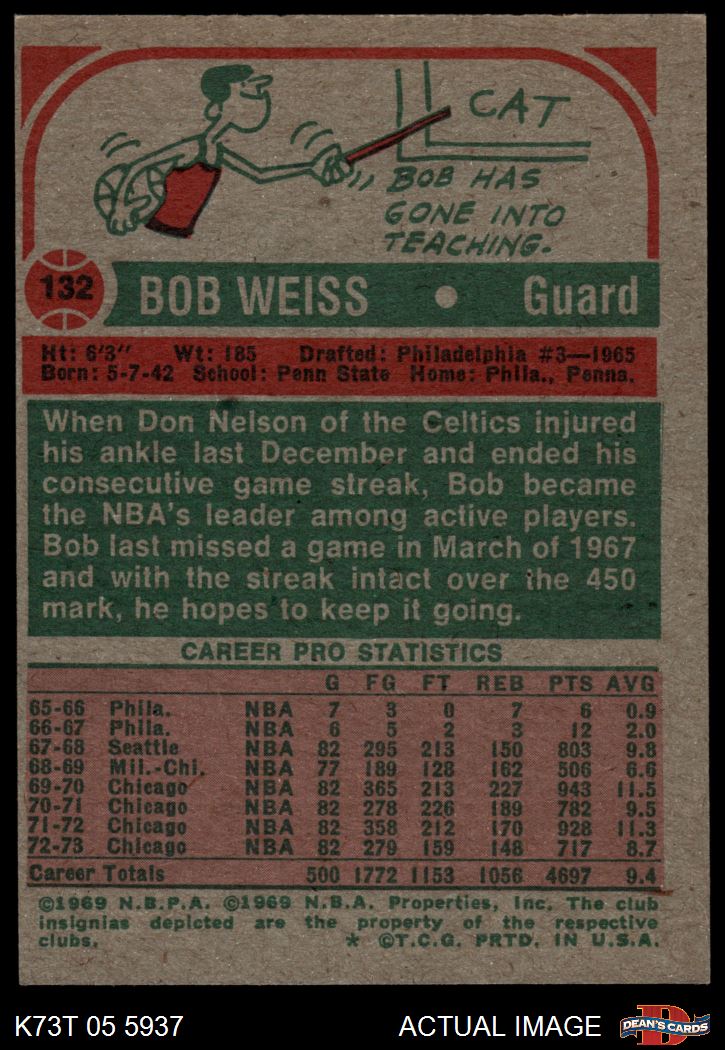 CAT
BOB HAS
GONE INTO
TEACHING.
132 BOB WEISS • Guard
Ht: 6'3" Wt: 185 Drafted: Philadelphia #3—1965
Born: 5-7-42 School: Penn State Home: Phila., Penna.
When Don Nelson of the Celtics injured
his ankle last December and ended his
consecutive game streak, Bob became
the NBA's leader among active players.
Bob last missed a game in March of 1967
and with the streak intact over the 450
mark, he hopes to keep it going.
CAREER PRO STATISTICS
G FG FT REB PTS AVG
65-66 Phila. NBA 7 3 0 7 6 0.9
66-67 Phila. NBA 6 5 2 3 12 2.0
67-68 Seattle NBA 82 295 213 150 803 9.8
68-69 Mil.-Chi. NBA 77 189 128 162 506 6.6
69-70 Chicago NBA 82 365 213 227 943 11.5
70-71 Chicago NBA 82 278 226 189 782 9.5
71-72 Chicago NBA 82 358 212 170 928 11.3
72-73 Chicago NBA 82 279 159 148 717 8.7
Career Totals 500 1772 1153 1056 4697 9.4
©1969 N.B.P.A. ©1969 N.B.A. Properties, Inc. The club
insignias depicted are the property of the respective
clubs. * ©T.C.G. PRTD. IN U.S.A.
K73T 05 5937 ACTUAL IMAGE DEAN'S CARDS